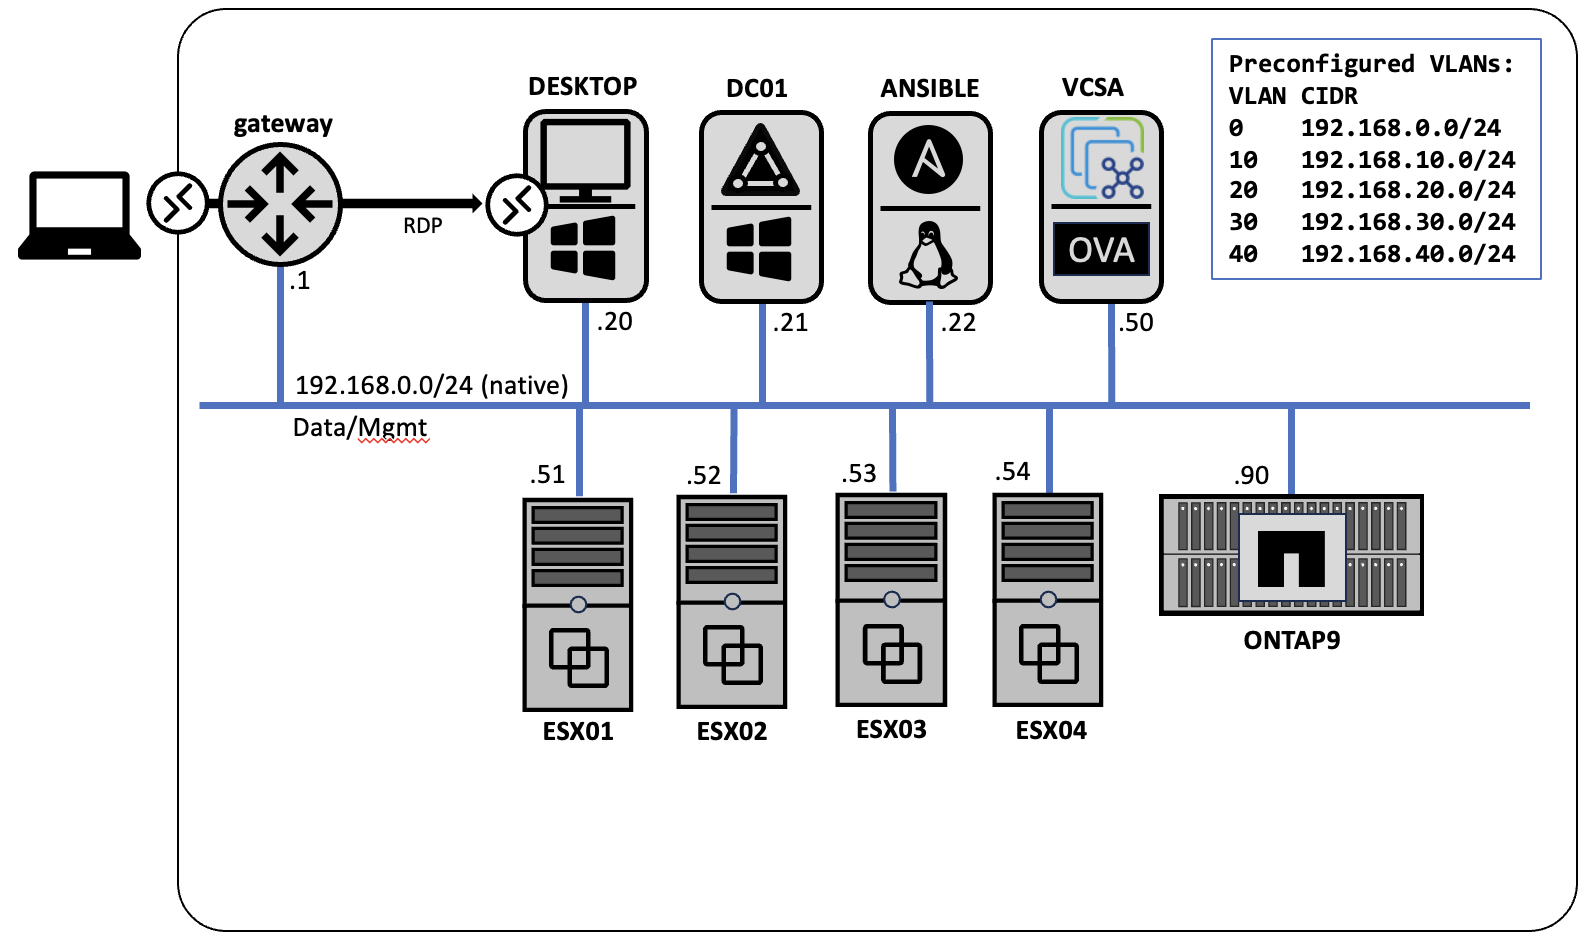 Preconfigured VLANs:
VLAN CIDR
0 192.168.0.0/24
10 192.168.10.0/24
20 192.168.20.0/24
30 192.168.30.0/24
40 192.168.40.0/24
DESKTOP
DC01
ANSIBLE
VCSA
gateway
RDP
OVA
.1
.20
.21
.22
.50
192.168.0.0/24 (native)
Data/Mgmt
.51
.52
.53
.54
.90
ESX01
ESX02
ESX03
ESX04
ONTAP9